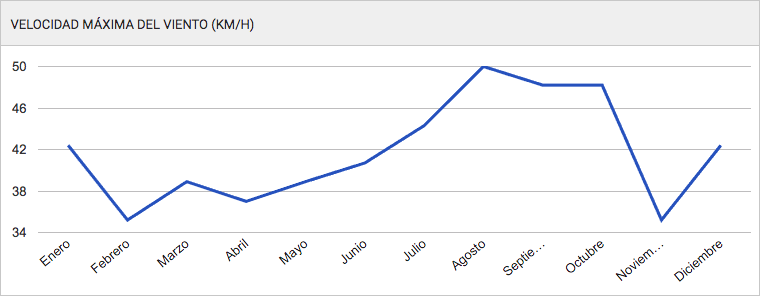 VELOCIDAD MÁXIMA DEL VIENTO (KM/H)
50
46
42
38
34
Enero
Febrero
Marzo
Abril
Mayo
Junio
Julio
Agosto
Septie...
Octubre
Noviem...
Diciembre